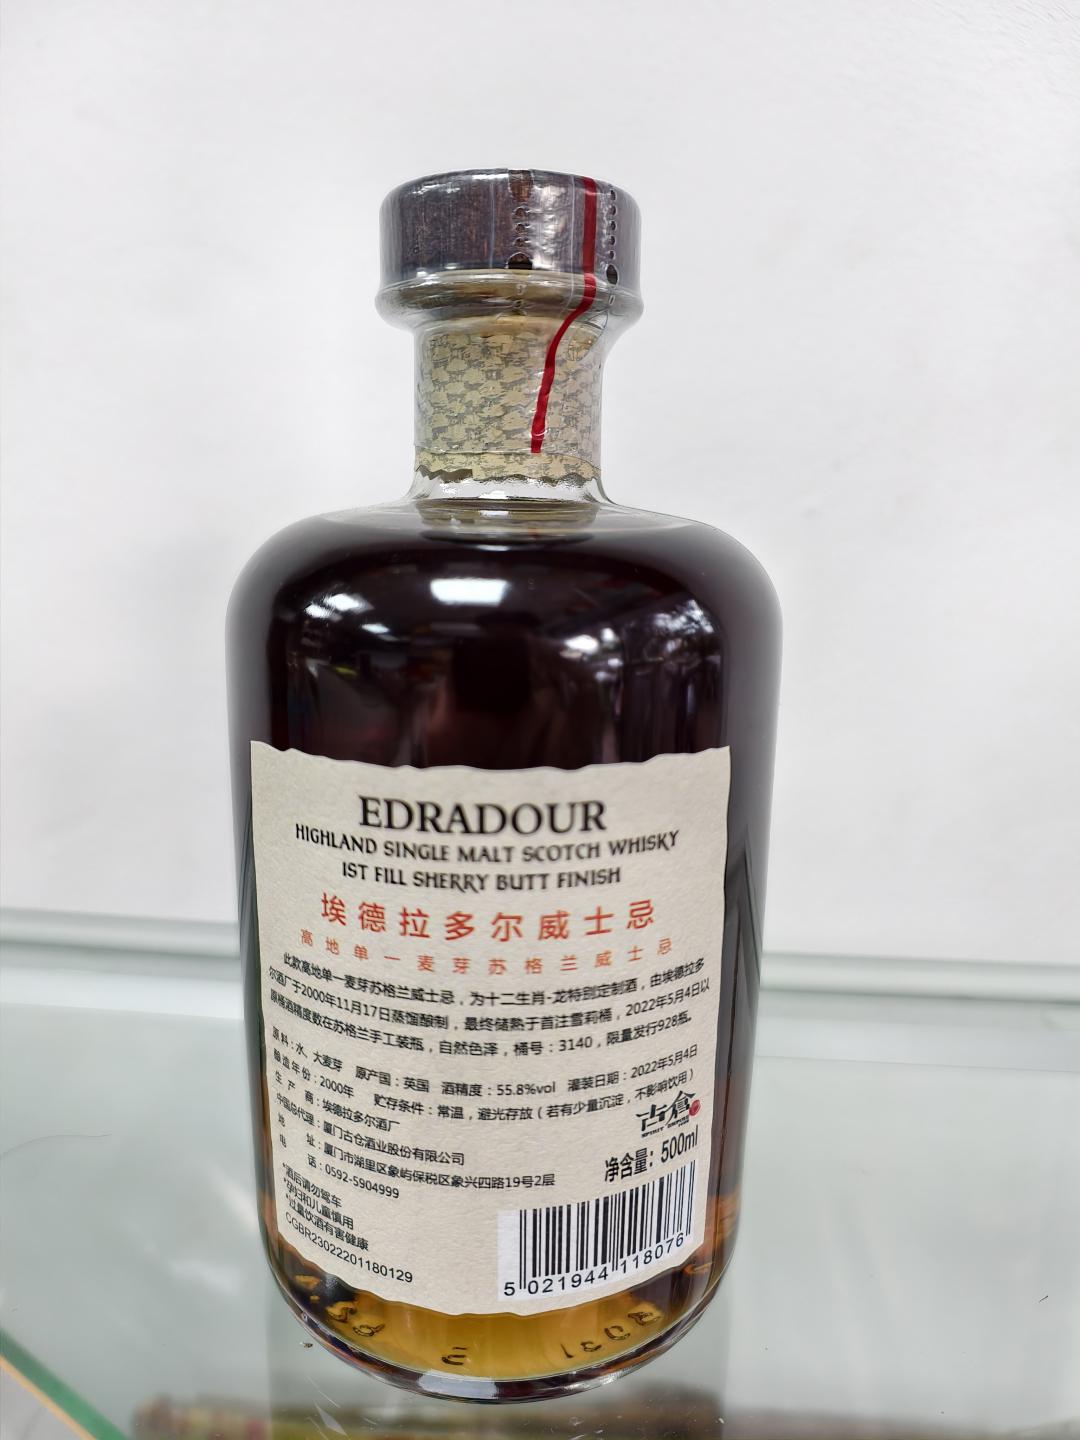 EDRADOUR
HIGHLAND SINGLE MALT SCOTCH WHISKY
1ST FILL SHERRY BUTT FINISH
埃德拉多尔威士忌
高地单一麦芽苏格兰威士忌
此款高地单一麦芽苏格兰威士忌，为十二生肖-龙特别定制酒，由埃德拉多
尔酒厂于2000年11月17日蒸馏酿制，最终储熟于首注雪莉桶，2022年5月4日以
原桶酒精度数在苏格兰手工装瓶，自然色泽，桶号：3140，限量发行928瓶。
原料：水、大麦芽 原产国：英国 酒精度：55.8%vol 灌装日期：2022年5月4日
酿造年份：2000年 贮存条件：常温，避光存放（若有少量沉淀，不影响饮用）
生产商：埃德拉多尔酒厂
中国总代理：厦门古仓酒业股份有限公司
地址：厦门市湖里区象屿保税区象兴四路19号2层
电话：0592-5904999
古仓
净含量：500ml
*酒后请勿驾车
*孕妇和儿童慎用
*过量饮酒有害健康
CGBR23022201180129
5 021944 118076